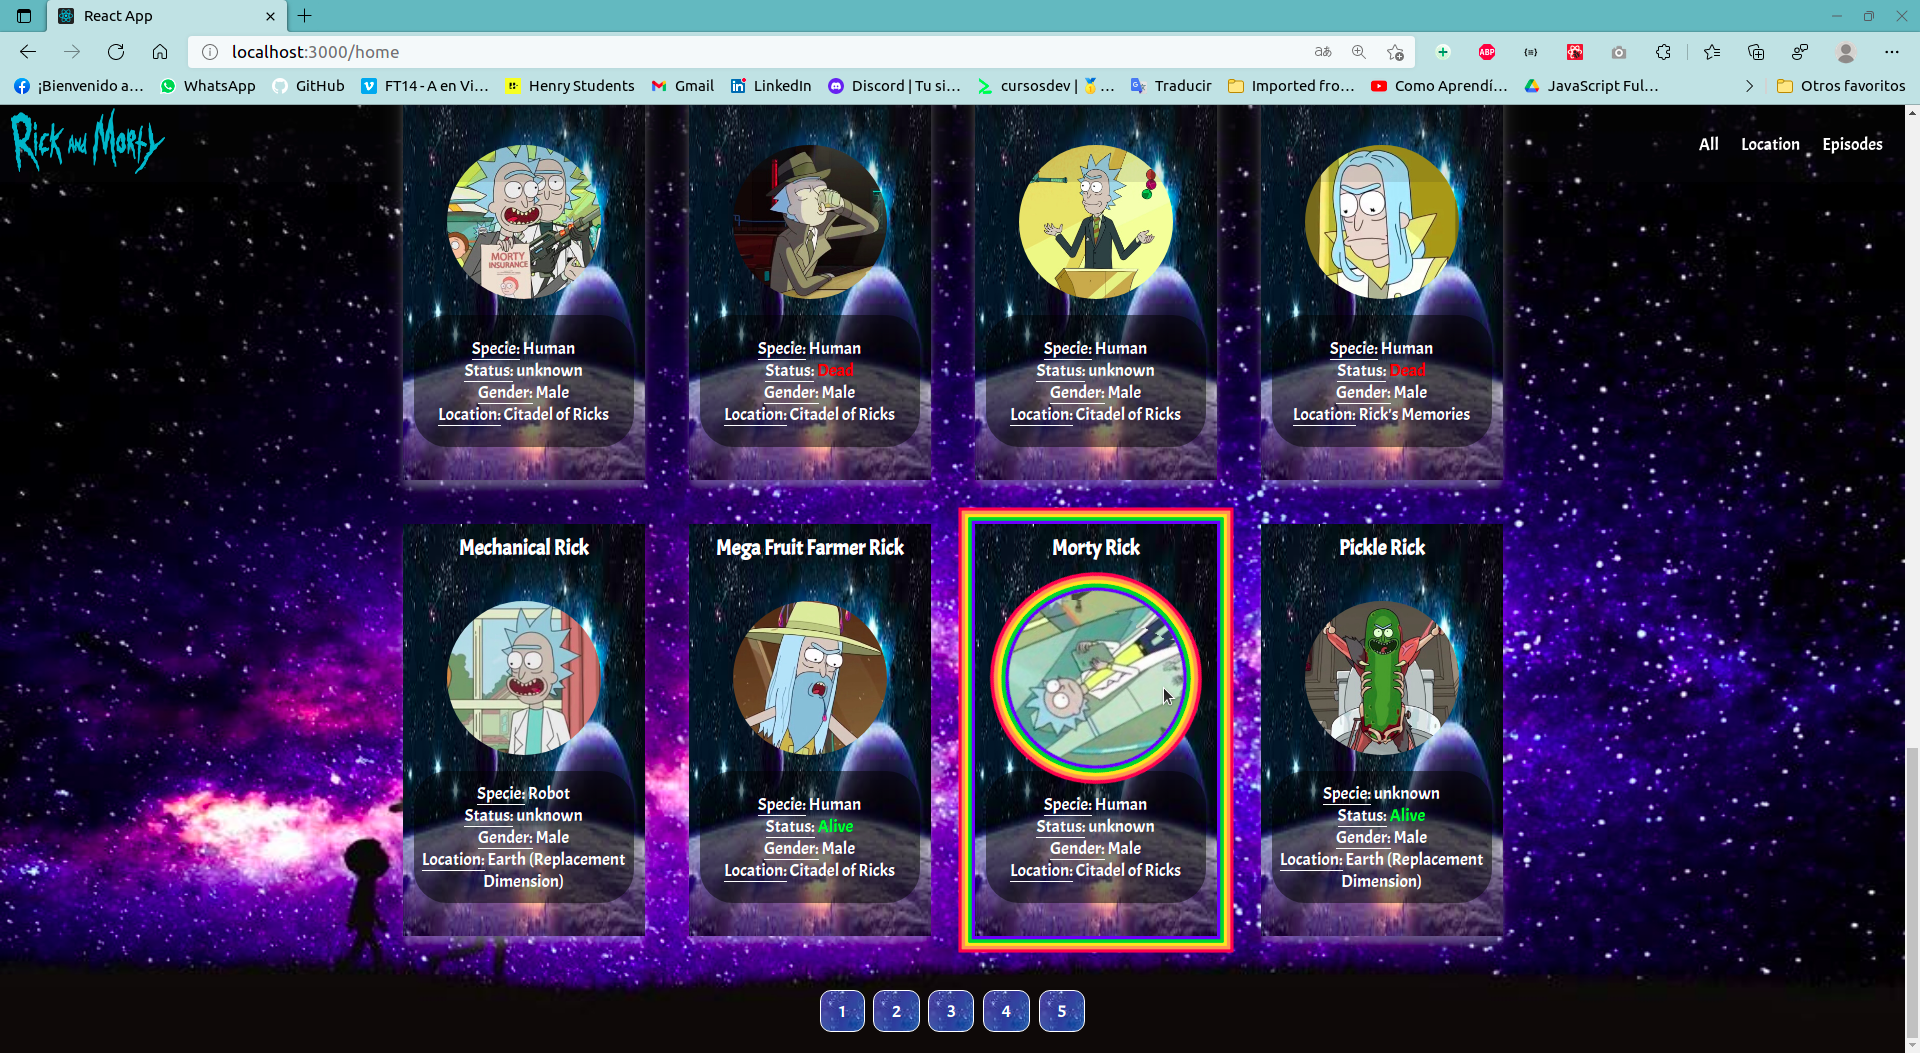 React App
localhost:3000/home
¡Bienvenido a...
WhatsApp
GitHub
FT14 - A en Vi...
Henry Students
Gmail
LinkedIn
Discord | Tu si...
cursosdev | 🥇...
Traducir
Imported fro...
Como Aprendí...
JavaScript Ful...
Otros favoritos
Rick and Morty
All
Location
Episodes
MORTY
INSURANCE
Specie: Human
Status: unknown
Gender: Male
Location: Citadel of Ricks
Specie: Human
Status: Dead
Gender: Male
Location: Citadel of Ricks
Specie: Human
Status: unknown
Gender: Male
Location: Citadel of Ricks
Specie: Human
Status: Dead
Gender: Male
Location: Rick's Memories
Mechanical Rick
Specie: Robot
Status: unknown
Gender: Male
Location: Earth (Replacement
Dimension)
Mega Fruit Farmer Rick
Specie: Human
Status: Alive
Gender: Male
Location: Citadel of Ricks
Morty Rick
Specie: Human
Status: unknown
Gender: Male
Location: Citadel of Ricks
Pickle Rick
Specie: unknown
Status: Alive
Gender: Male
Location: Earth (Replacement
Dimension)
1 2 3 4 5